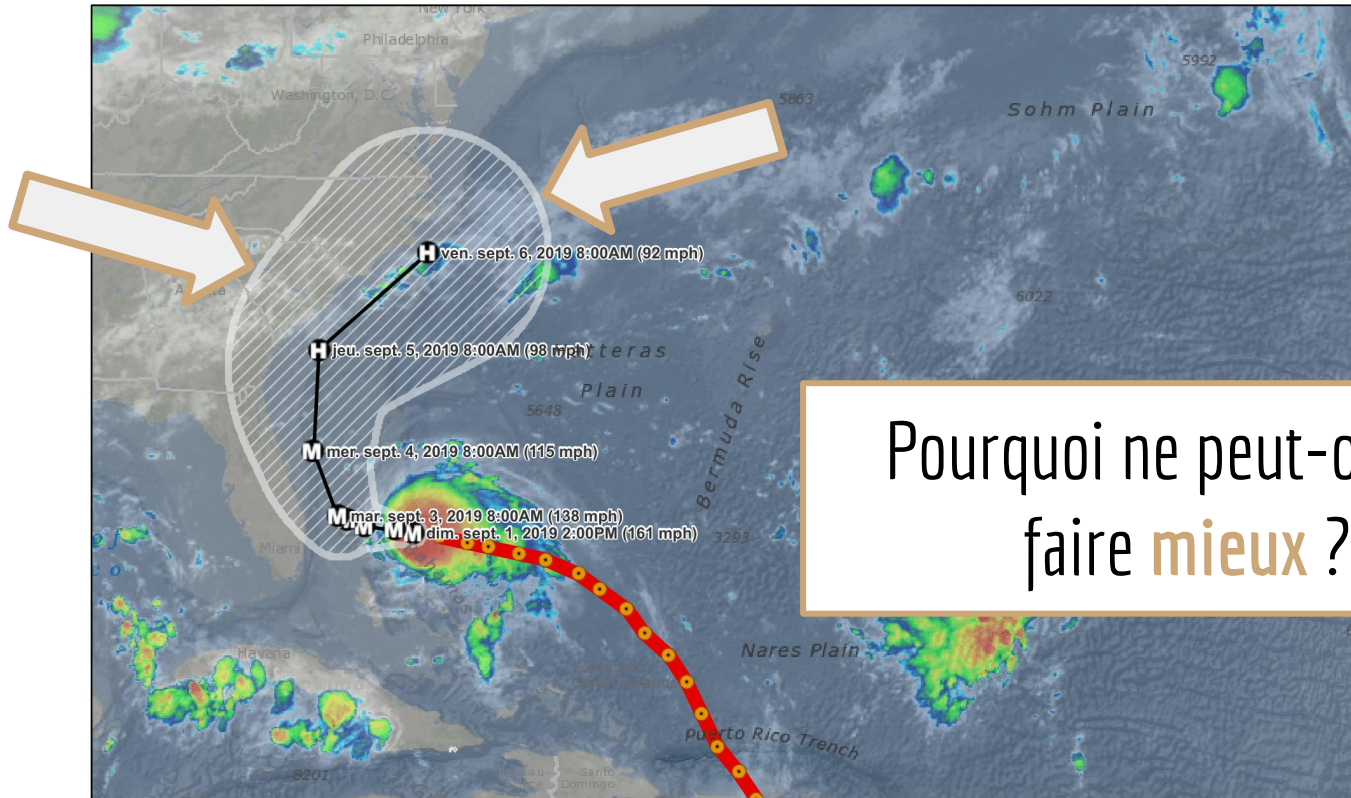 New York
Philadelphia
Washington, D.C.
5992
5863
Sohm Plain
ven. sept. 6, 2019 8:00AM (92 mph)
6022
jeu. sept. 5, 2019 8:00AM (98 mph)
Plain
5648
Bermuda Rise
mer. sept. 4, 2019 8:00AM (115 mph)
Pourquoi ne peut-o
faire mieux ?
mar. sept. 3, 2019 8:00AM (138 mph)
dim. sept. 1, 2019 2:00PM (161 mph)
3293
Miami
Havana
Nares Plain
Puerto Rico Trench
8201
Santo
Domingo
H
H
M
M
M
M